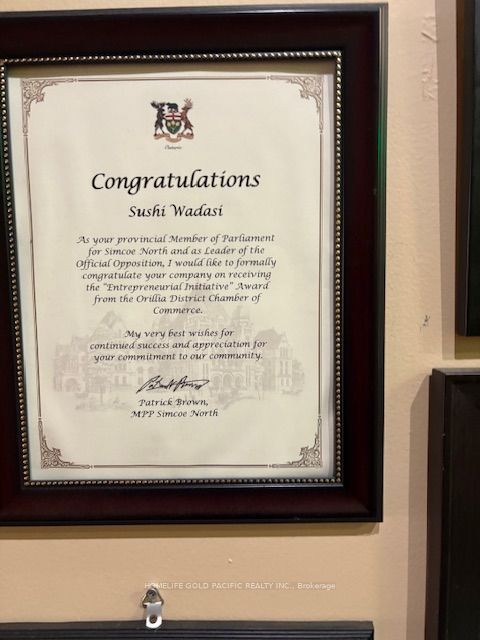 Ontario
Congratulations
Sushi Wadasi
As your provincial Member of Parliament
for Simcoe North and as Leader of the
Official Opposition, I would like to formally
congratulate your company on receiving
the "Entrepreneurial Initiative" Award
from the Orillia District Chamber of
Commerce.
My very best wishes for
continued success and appreciation for
your commitment to our community.
Patrick Brown,
MPP Simcoe North
HOMELIFE GOLD PACIFIC REALTY INC., Brokerage